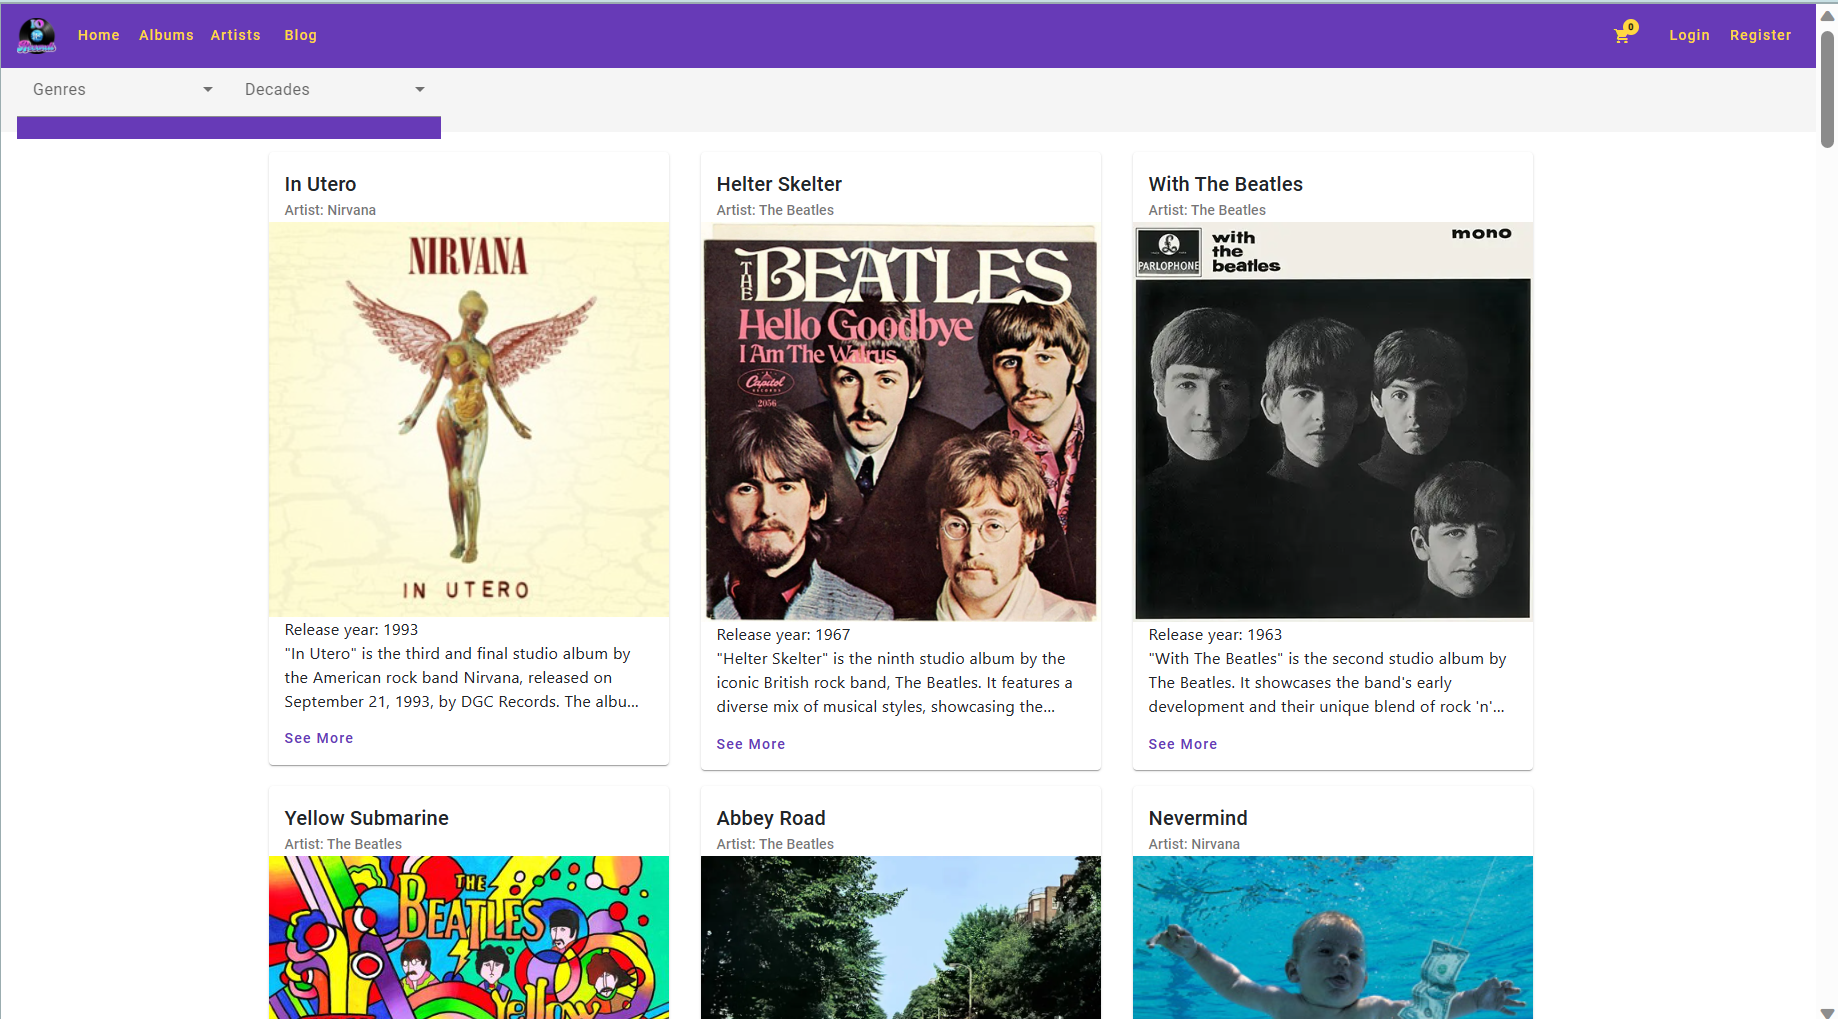 Home Albums Artists Blog 0 Login Register
Genres Decades
In Utero
Artist: Nirvana
NIRVANA
IN UTERO
Release year: 1993
"In Utero" is the third and final studio album by
the American rock band Nirvana, released on
September 21, 1993, by DGC Records. The albu...
See More
Helter Skelter
Artist: The Beatles
THE BEATLES
Hello Goodbye
I Am The Walrus
Capitol
RECORDS
2056
Release year: 1967
"Helter Skelter" is the ninth studio album by the
iconic British rock band, The Beatles. It features a
diverse mix of musical styles, showcasing the...
See More
With The Beatles
Artist: The Beatles
mono
PARLOPHONE
with
the
beatles
Release year: 1963
"With The Beatles" is the second studio album by
The Beatles. It showcases the band's early
development and their unique blend of rock 'n'...
See More
Yellow Submarine
Artist: The Beatles
THE
BEATLES
Yellow
Abbey Road
Artist: The Beatles
Nevermind
Artist: Nirvana